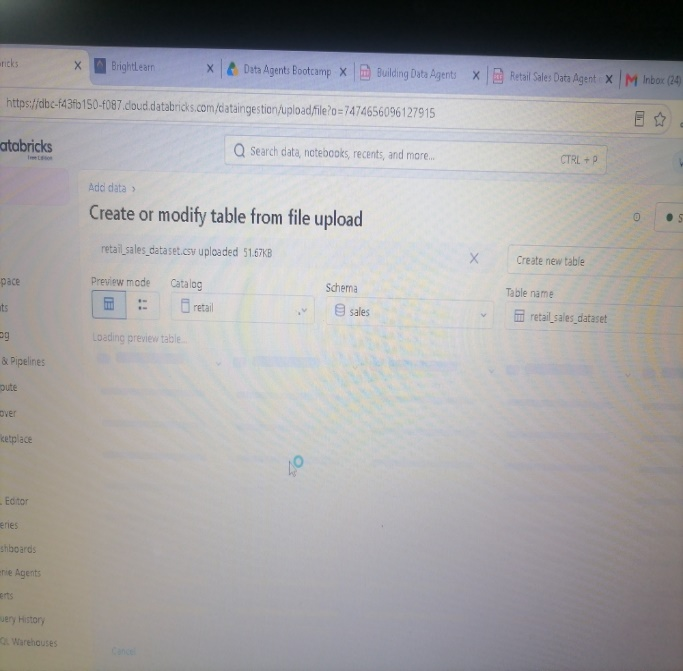 ricks X BrightLearn X Data Agents Bootcamp X Building Data Agents X Retail Sales Data Agent X Inbox (24)
https://dbc-f43fb150-f087.cloud.databricks.com/dataingestion/upload/file?o=7474656096127915
atabricks
Free Edition
Search data, notebooks, recents, and more... CTRL + P
Add data >
Create or modify table from file upload
retail_sales_dataset.csv uploaded 51.67KB X
Create new table
Preview mode Catalog Schema Table name
retail sales retail_sales_dataset
Loading preview table...
pace
ts
og
& Pipelines
pute
over
ketplace
Editor
eries
shboards
nie Agents
erts
uery History
QL Warehouses
Cancel